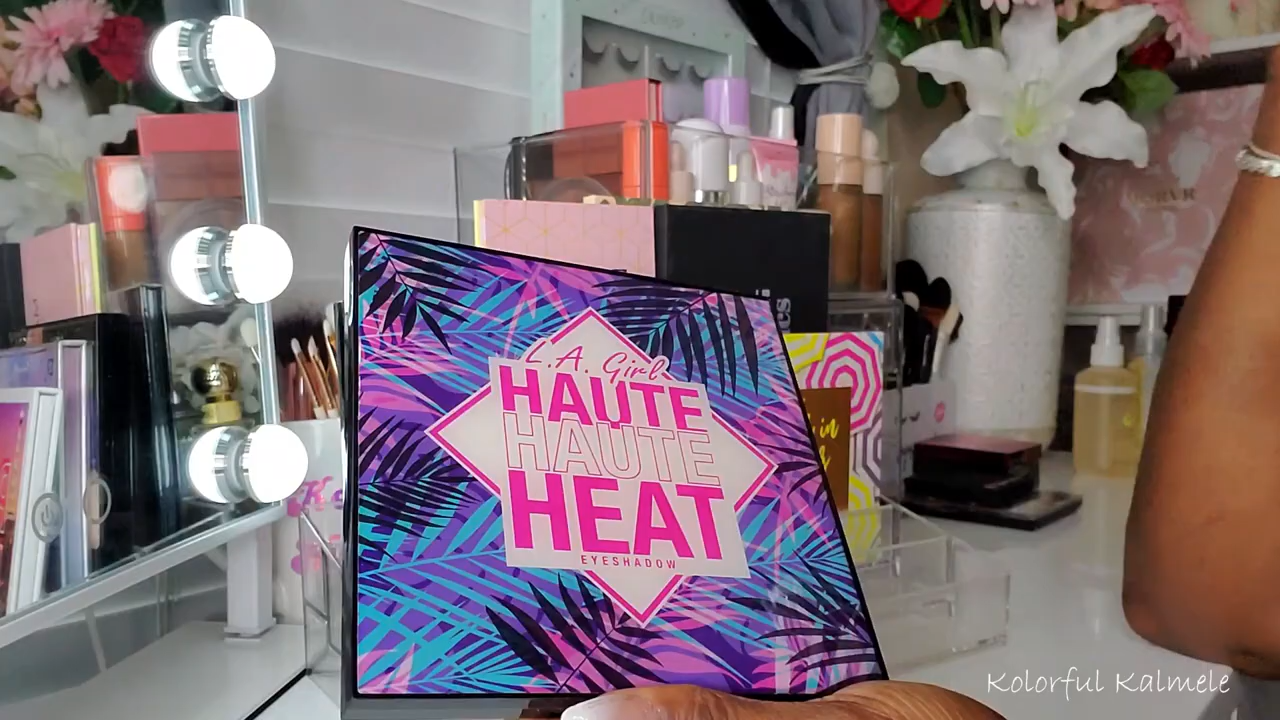 L.A. Girl
HAUTE
HAUTE
HEAT
EYESHADOW
Kolorful Kalmele